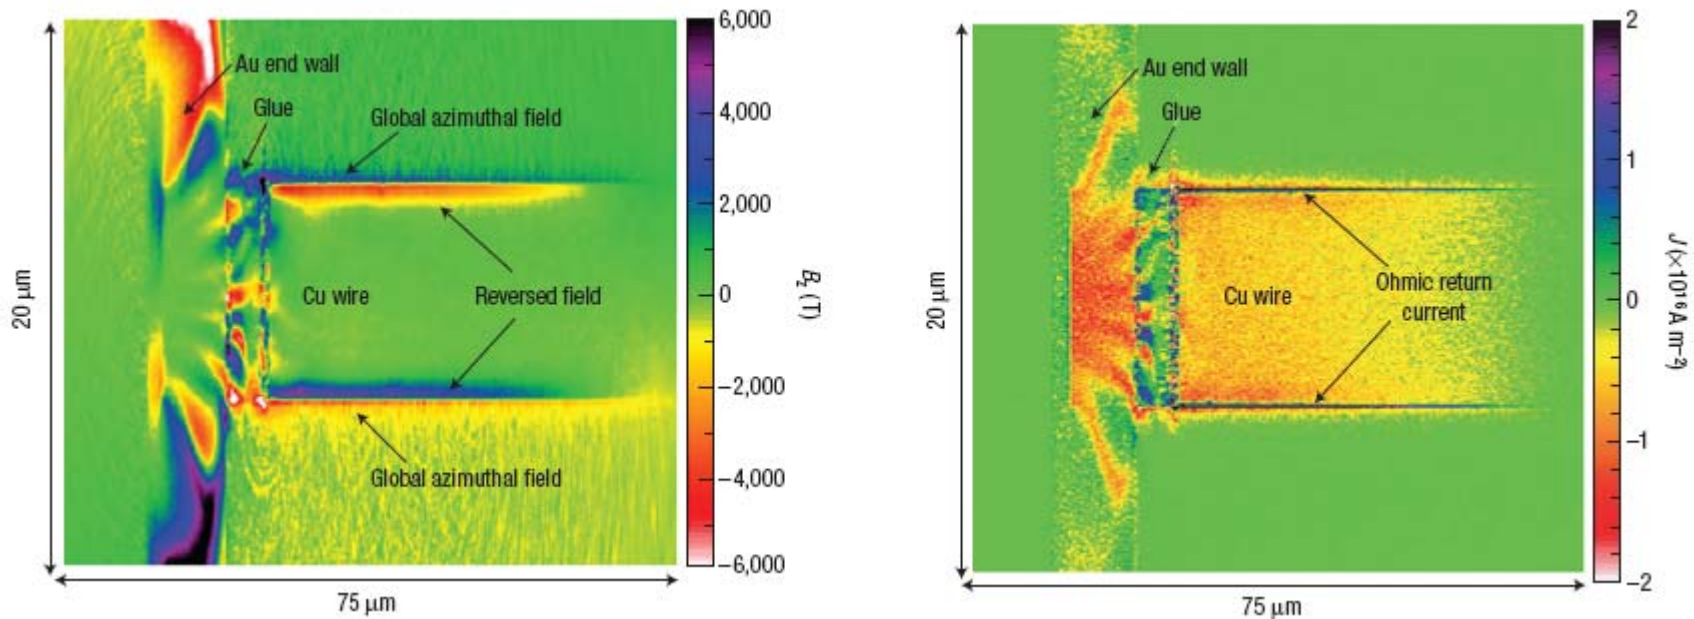 6,000
4,000
2,000
0
−2,000
−4,000
−6,000
B_z (T)
Au end wall
Glue
Global azimuthal field
Cu wire
Reversed field
Global azimuthal field
20 μm
75 μm
2
1
0
−1
−2
J (×10¹⁶ A m⁻²)
Au end wall
Glue
Cu wire
Ohmic return
current
20 μm
75 μm